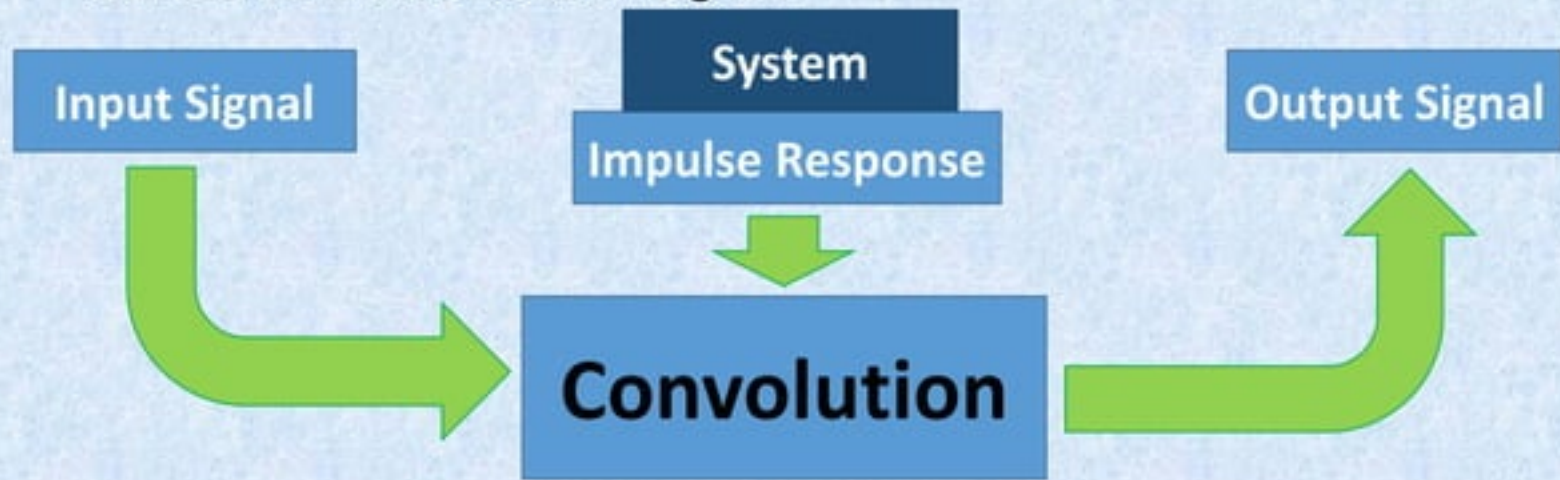 System
Input Signal
Output Signal
Impulse Response
Convolution